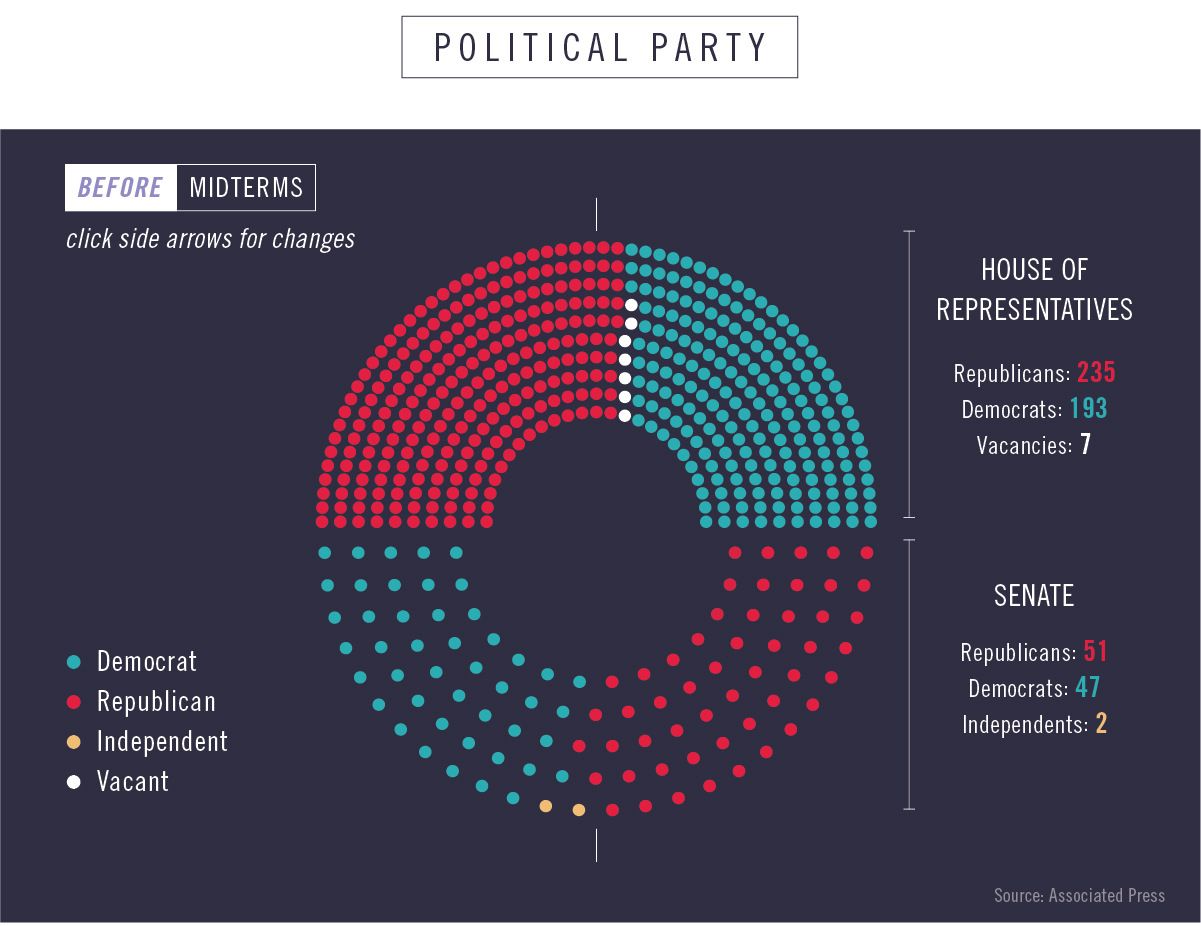 POLITICAL PARTY
BEFORE MIDTERMS
click side arrows for changes
HOUSE OF
REPRESENTATIVES
Republicans: 235
Democrats: 193
Vacancies: 7
SENATE
Republicans: 51
Democrats: 47
Independents: 2
Democrat
Republican
Independent
Vacant
Source: Associated Press